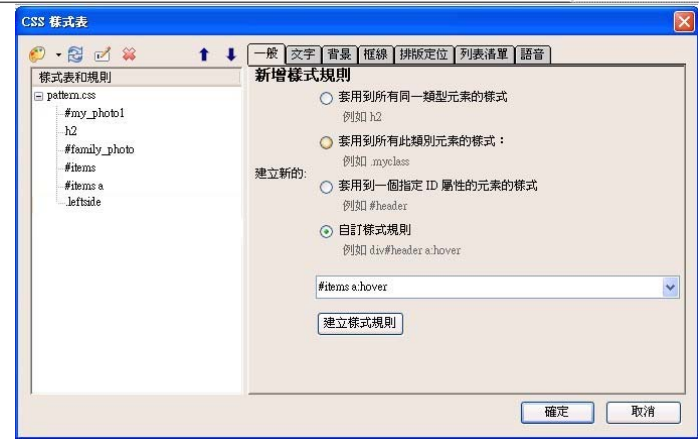 CSS 樣式表
一般 文字 背景 框線 排版定位 列表清單 語音
樣式表和規則
pattern.css
#my_photo1
h2
#family_photo
#items
#items a
.leftside
新增樣式規則
建立新的:
套用到所有同一類型元素的樣式
例如 h2
套用到所有此類別元素的樣式：
例如 .myclass
套用到一個指定 ID 屬性的元素的樣式
例如 #header
自訂樣式規則
例如 div#header a:hover
#items a:hover
建立樣式規則
確定 取消